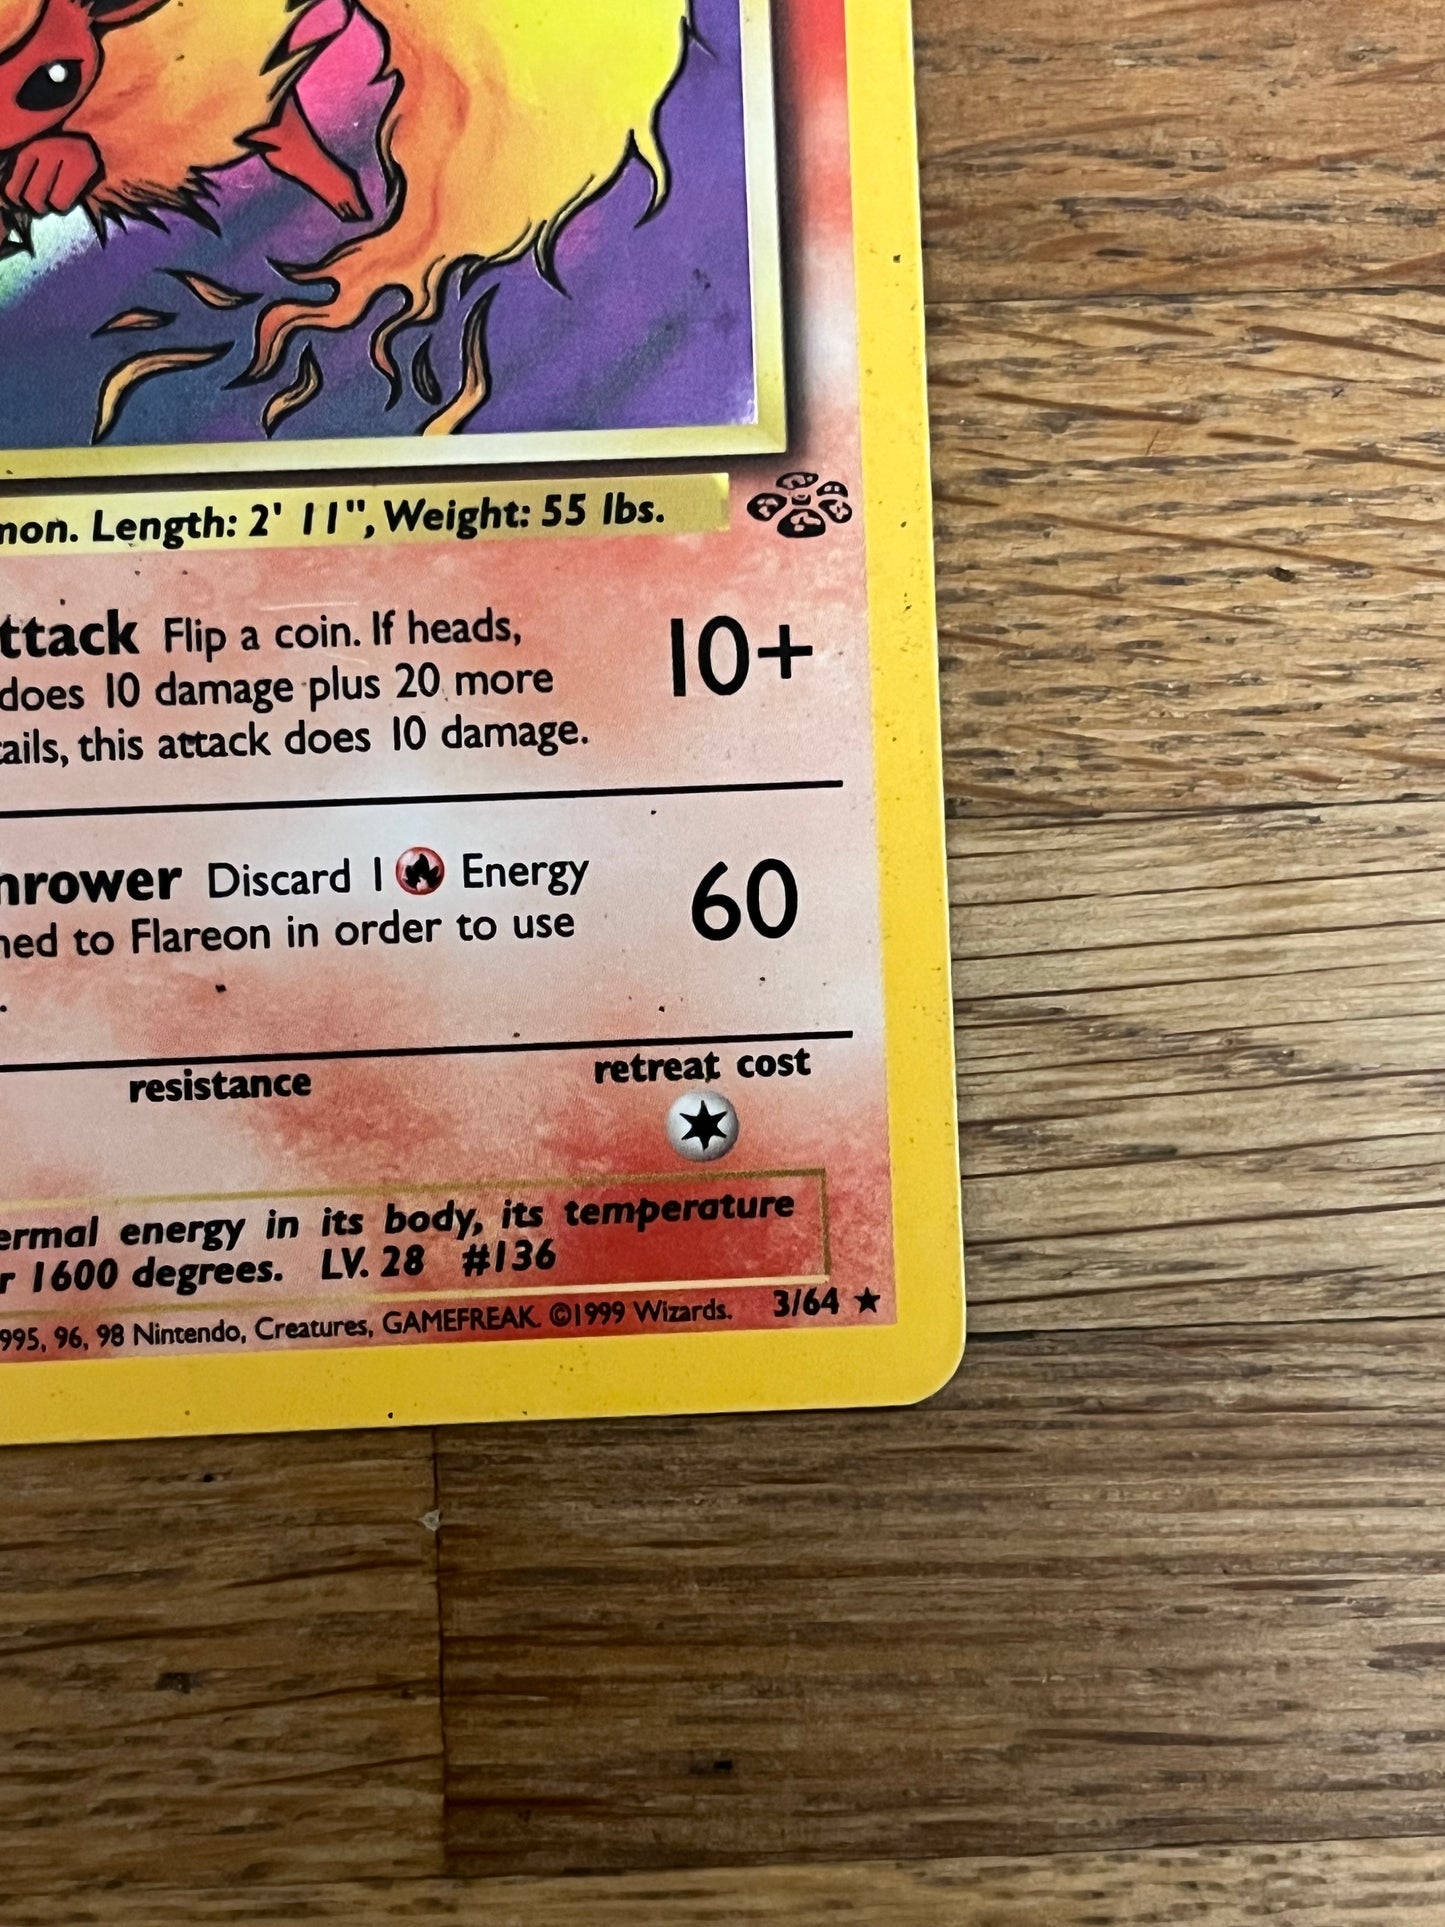 mon. Length: 2' 11", Weight: 55 lbs.
ttack Flip a coin. If heads,
does 10 damage plus 20 more
tails, this attack does 10 damage.
10+
hrower Discard 1 Energy
hed to Flareon in order to use
.
60
resistance
retreat cost
ermal energy in its body, its temperature
r 1600 degrees. LV. 28 #136
995, 96, 98 Nintendo, Creatures, GAMEFREAK. ©1999 Wizards. 3/64 ★